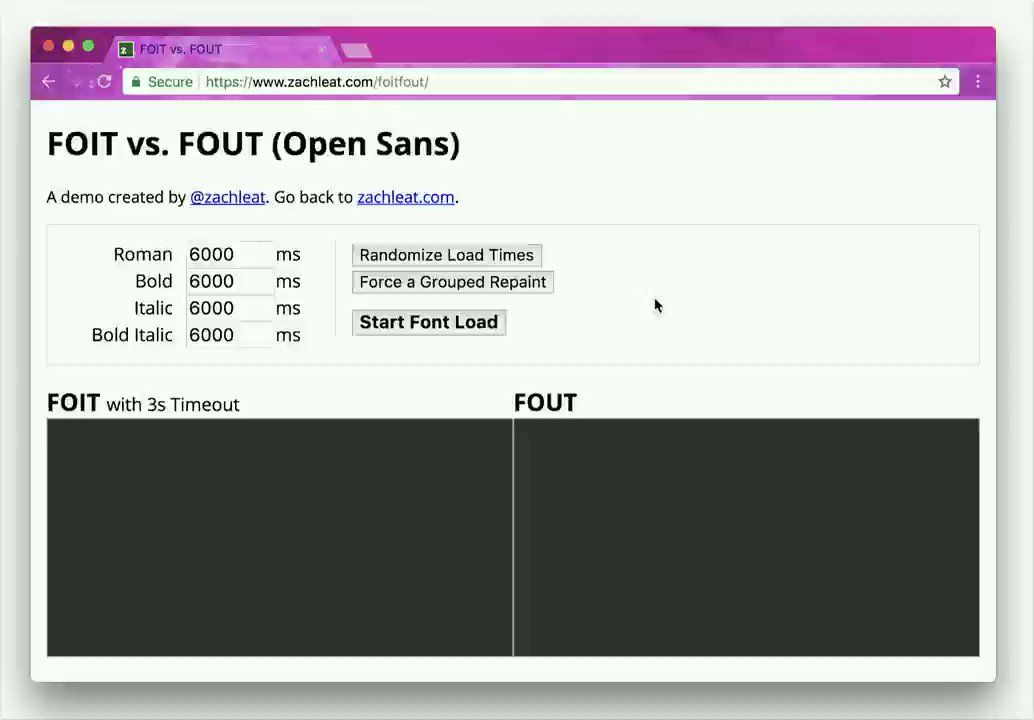 FOIT vs. FOUT
Secure https://www.zachleat.com/foitfout/
FOIT vs. FOUT (Open Sans)
A demo created by @zachleat. Go back to zachleat.com.
Roman 6000 ms
Bold 6000 ms
Italic 6000 ms
Bold Italic 6000 ms
Randomize Load Times
Force a Grouped Repaint
Start Font Load
FOIT with 3s Timeout
FOUT